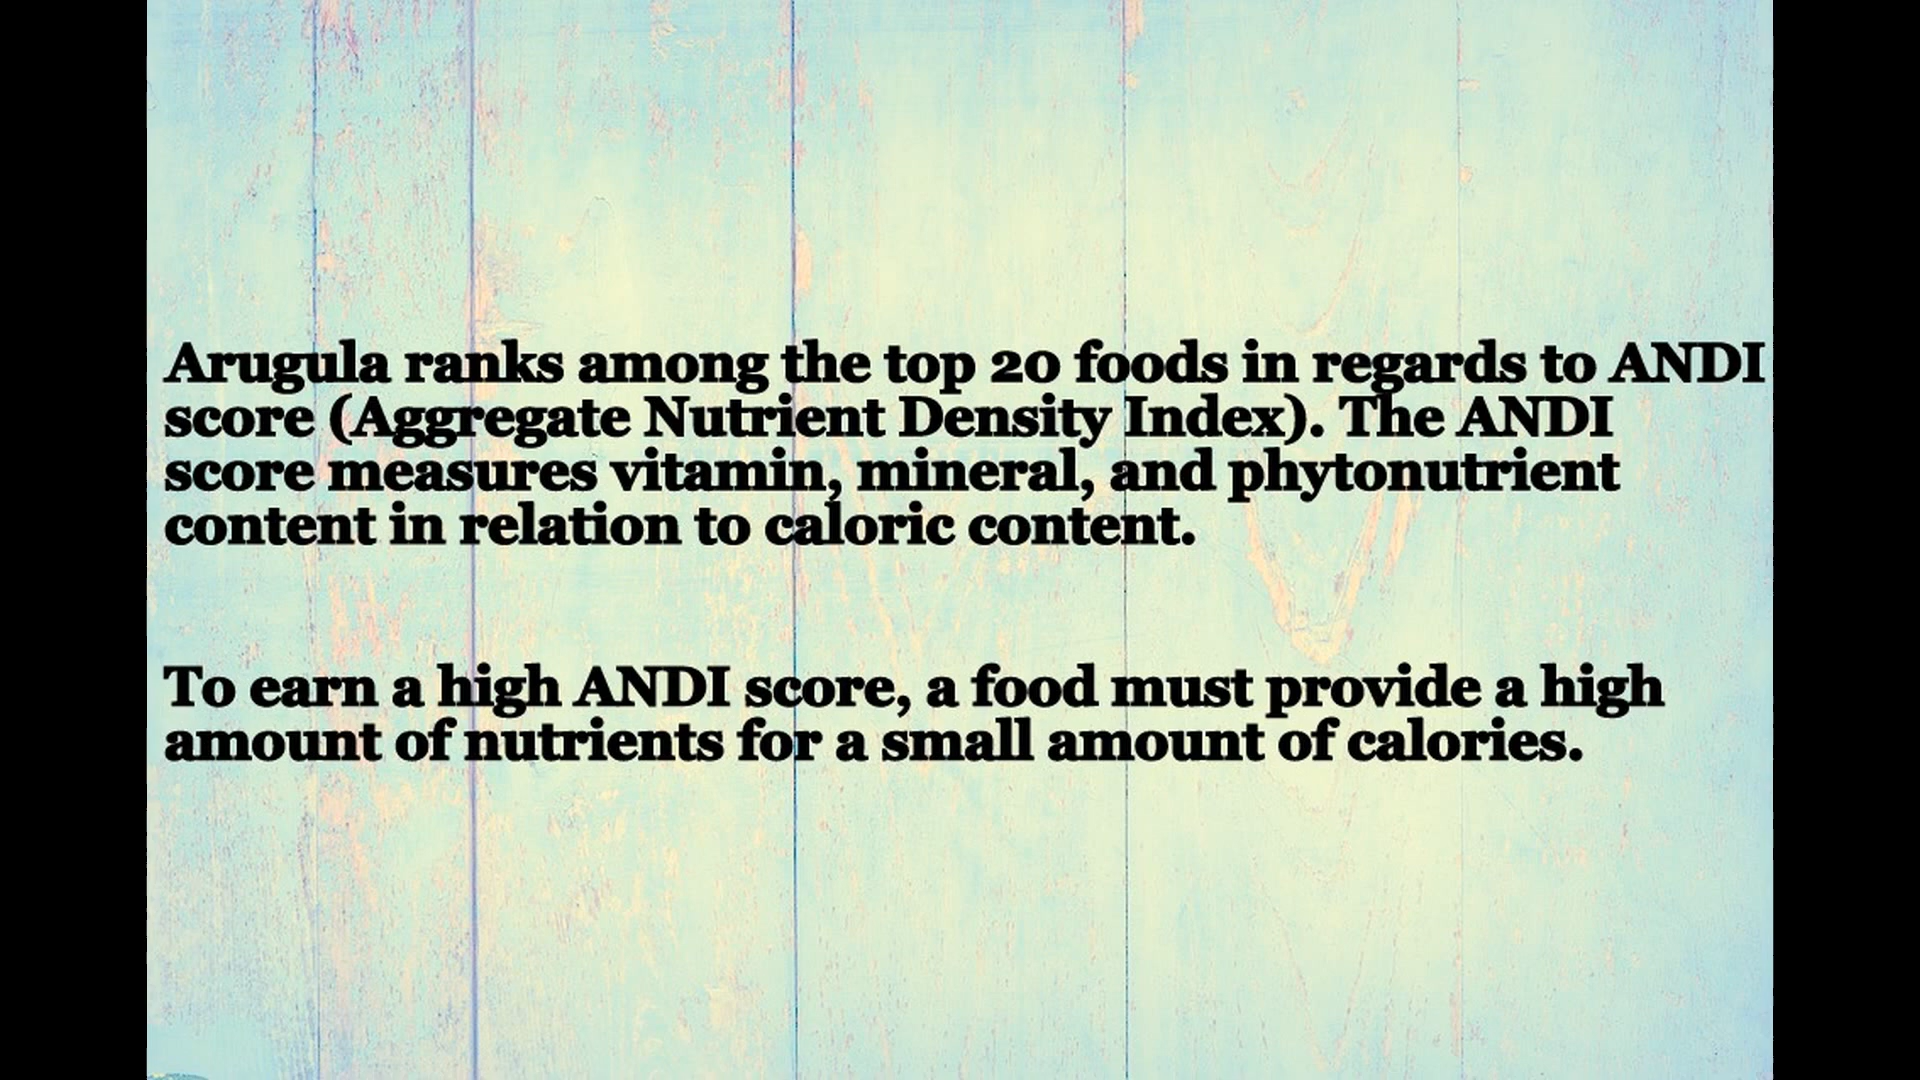 Arugula ranks among the top 20 foods in regards to ANDI
score (Aggregate Nutrient Density Index). The ANDI
score measures vitamin, mineral, and phytonutrient
content in relation to caloric content.
To earn a high ANDI score, a food must provide a high
amount of nutrients for a small amount of calories.